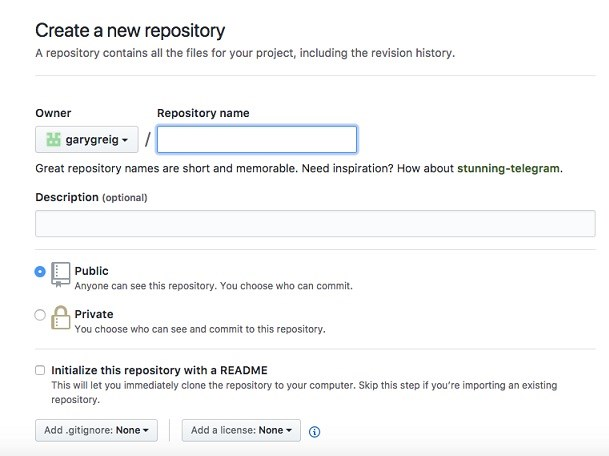 Create a new repository
A repository contains all the files for your project, including the revision history.
Owner
Repository name
garygreig
/
Great repository names are short and memorable. Need inspiration? How about stunning-telegram.
Description (optional)
Public
Anyone can see this repository. You choose who can commit.
Private
You choose who can see and commit to this repository.
Initialize this repository with a README
This will let you immediately clone the repository to your computer. Skip this step if you’re importing an existing
repository.
Add .gitignore: None
Add a license: None